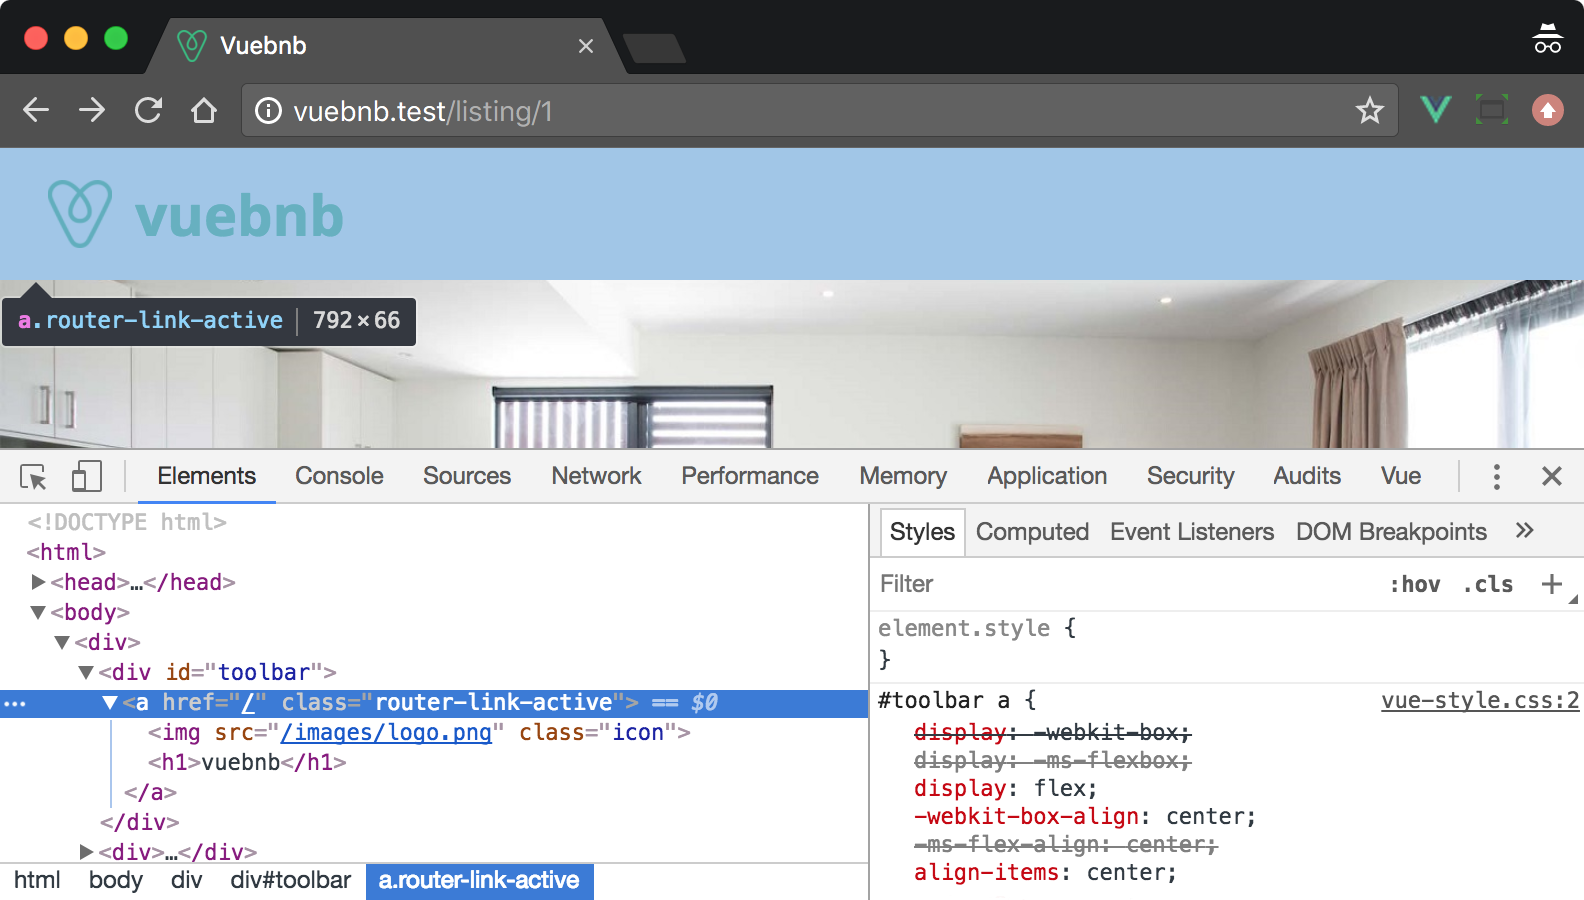 Vuebnb
vuebnb.test/listing/1
vuebnb
a.router-link-active 792×66
Elements Console Sources Network Performance Memory Application Security Audits Vue
<!DOCTYPE html>
<html>
<head>…</head>
<body>
<div>
<div id="toolbar">
<a href="/" class="router-link-active"> == $0
<img src="/images/logo.png" class="icon">
<h1>vuebnb</h1>
</a>
</div>
<div>…</div>
html body div div#toolbar a.router-link-active
Styles Computed Event Listeners DOM Breakpoints »
Filter :hov .cls +
element.style {
}
#toolbar a { vue-style.css:2
display: -webkit-box;
display: -ms-flexbox;
display: flex;
-webkit-box-align: center;
-ms-flex-align: center;
align-items: center;